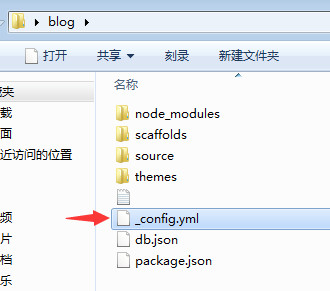 blog
打开 共享 刻录 新建文件夹
夹 名称
载 node_modules
面 scaffolds
近访问的位置 source
themes
频 _config.yml
片 db.json
档 package.json
乐